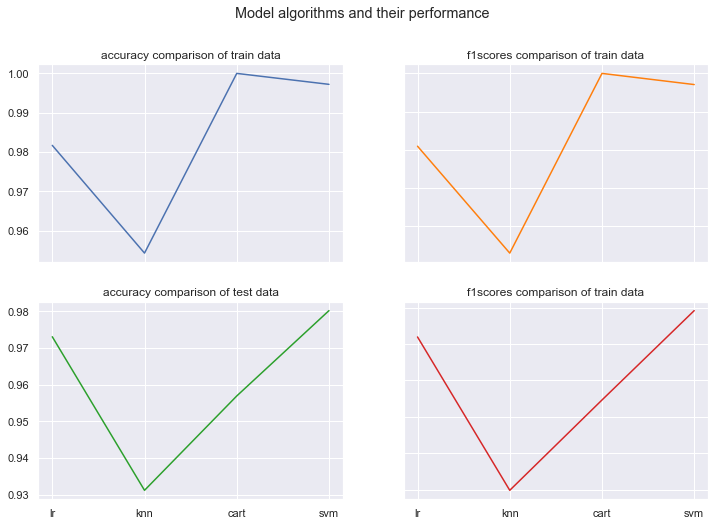 Model algorithms and their performance
accuracy comparison of train data
f1scores comparison of train data
1.00
0.99
0.98
0.97
0.96
accuracy comparison of test data
f1scores comparison of train data
0.98
0.97
0.96
0.95
0.94
0.93
lr knn cart svm
lr knn cart svm